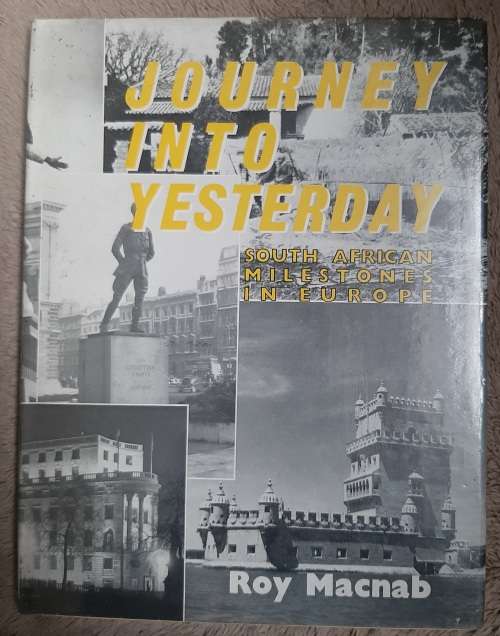 JOURNEY
INTO
YESTERDAY
SOUTH AFRICAN
MILESTONES
IN EUROPE
Roy Macnab